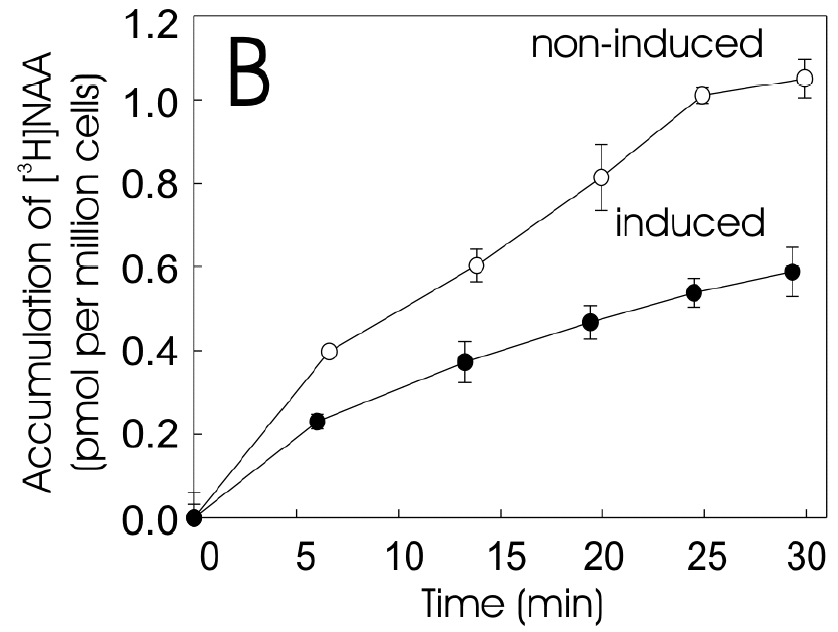 B
non-induced
induced
Accumulation of [³H]NAA
(pmol per million cells)
1.2
1.0
0.8
0.6
0.4
0.2
0.0
0 5 10 15 20 25 30
Time (min)